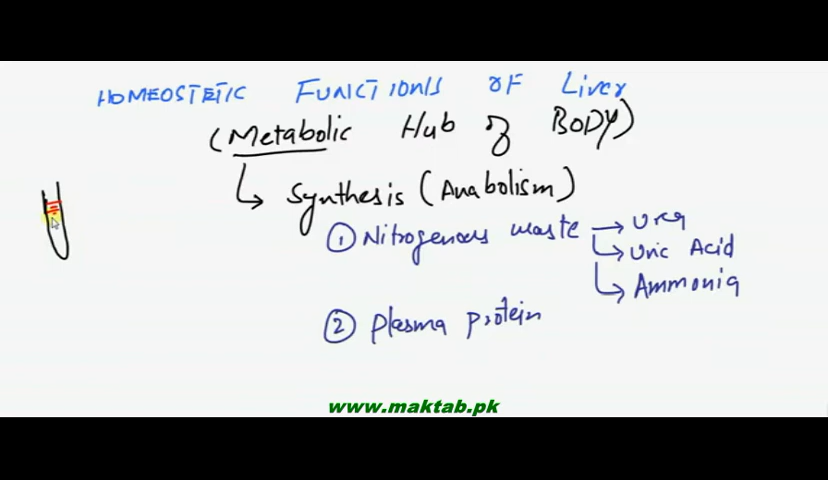 HOMEOSTETIC FUNCTIONS OF Liver
(Metabolic Hub of BODY)
Synthesis (Anabolism)
① Nitrogenous waste → Urea
Uric Acid
Ammonia
② Plasma protein
www.maktab.pk